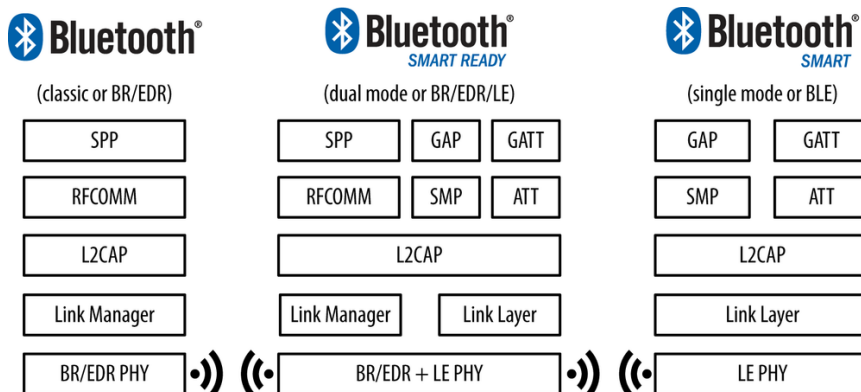 Bluetooth®
(classic or BR/EDR)
SPP
RFCOMM
L2CAP
Link Manager
BR/EDR PHY
Bluetooth®
SMART READY
(dual mode or BR/EDR/LE)
SPP GAP GATT
RFCOMM SMP ATT
L2CAP
Link Manager Link Layer
BR/EDR + LE PHY
Bluetooth®
SMART
(single mode or BLE)
GAP GATT
SMP ATT
L2CAP
Link Layer
LE PHY